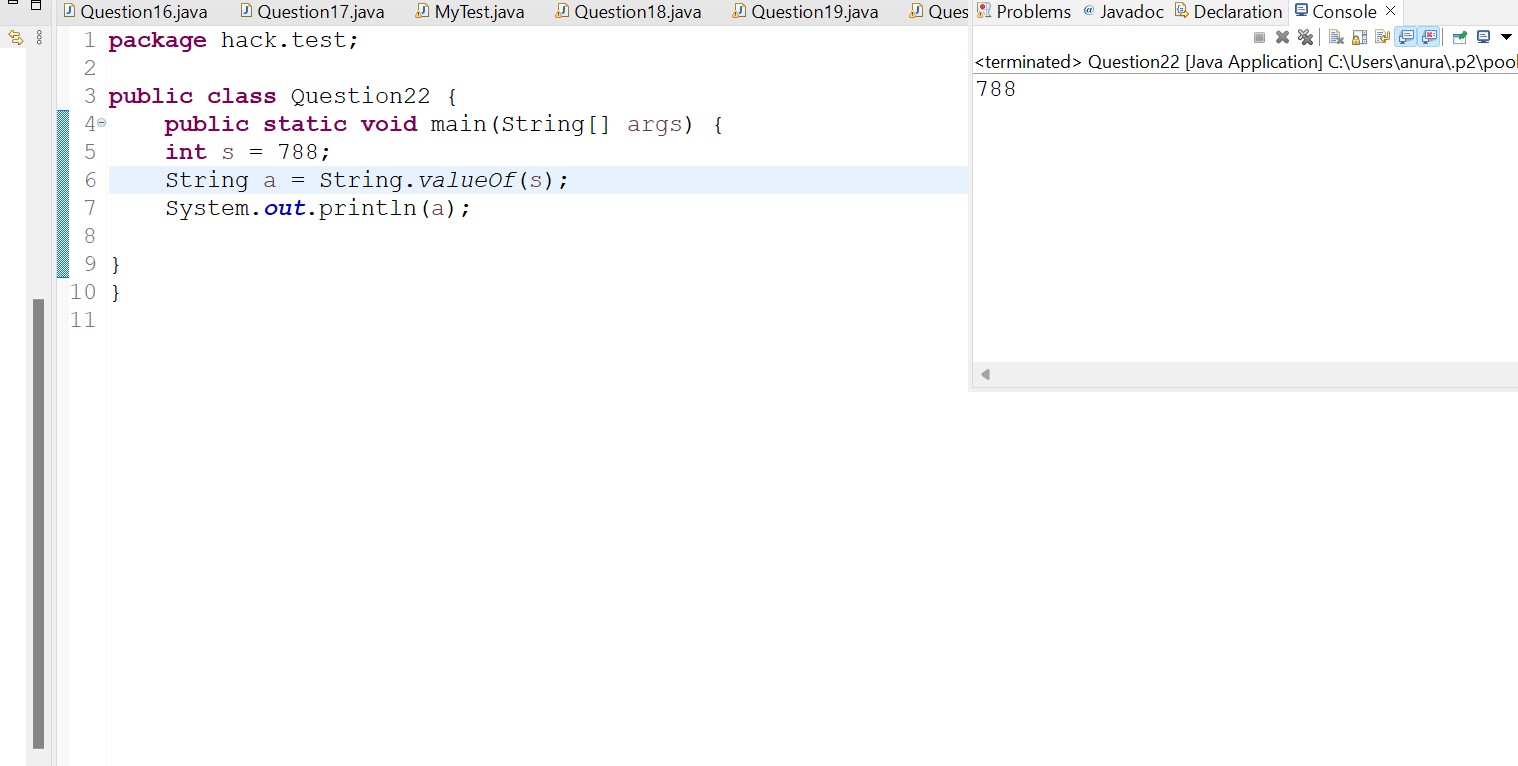 Question16.java Question17.java MyTest.java Question18.java Question19.java Ques
Problems @ Javadoc Declaration Console
<terminated> Question22 [Java Application] C:\Users\anura\.p2\pool
788
1 package hack.test;
2
3 public class Question22 {
4 public static void main(String[] args) {
5 int s = 788;
6 String a = String.valueOf(s);
7 System.out.println(a);
8
9 }
10 }
11